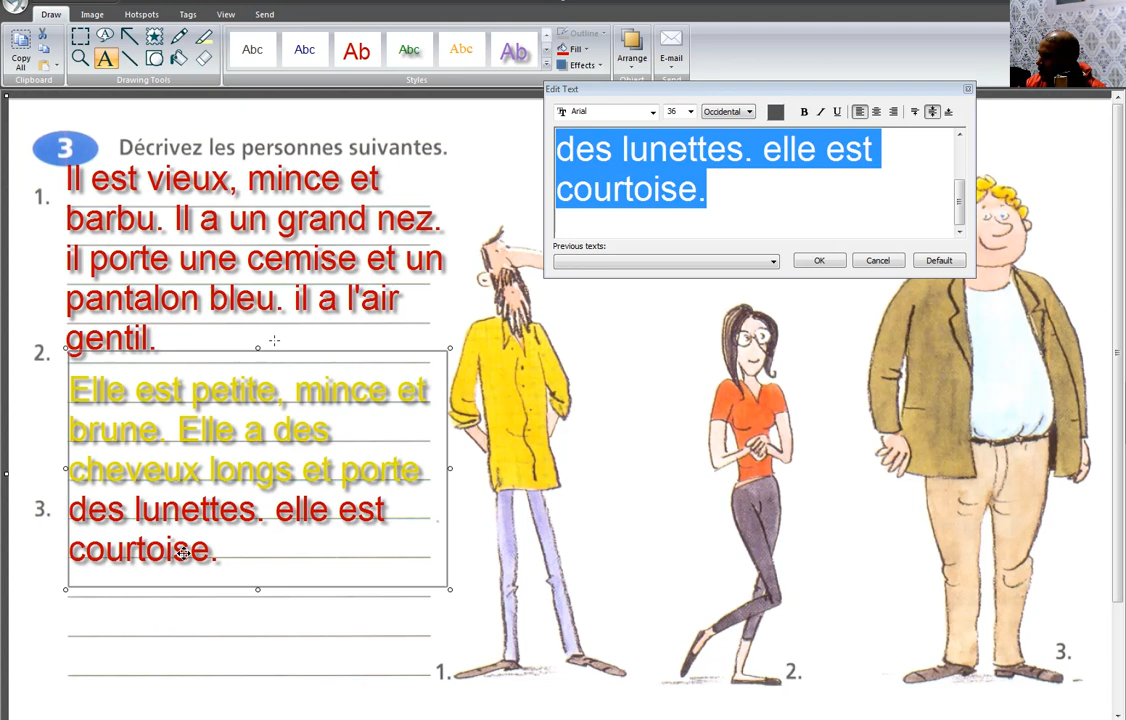 Draw Image Hotspots Tags View Send
Copy All
Clipboard
Drawing Tools
Abc Abc Ab Abc Abc Ab
Styles
Outline
Fill
Effects
Arrange
Object
E-mail
Send
Edit Text
Arial 36 Occidental B I U
des lunettes. elle est
courtoise.
Previous texts:
OK Cancel Default
3 Décrivez les personnes suivantes.
1. Il est vieux, mince et
barbu. Il a un grand nez.
il porte une cemise et un
pantalon bleu. il a l'air
gentil.
2.
Elle est petite, mince et
brune. Elle a des
cheveux longs et porte
3. des lunettes. elle est
courtoise.
1. 2. 3.